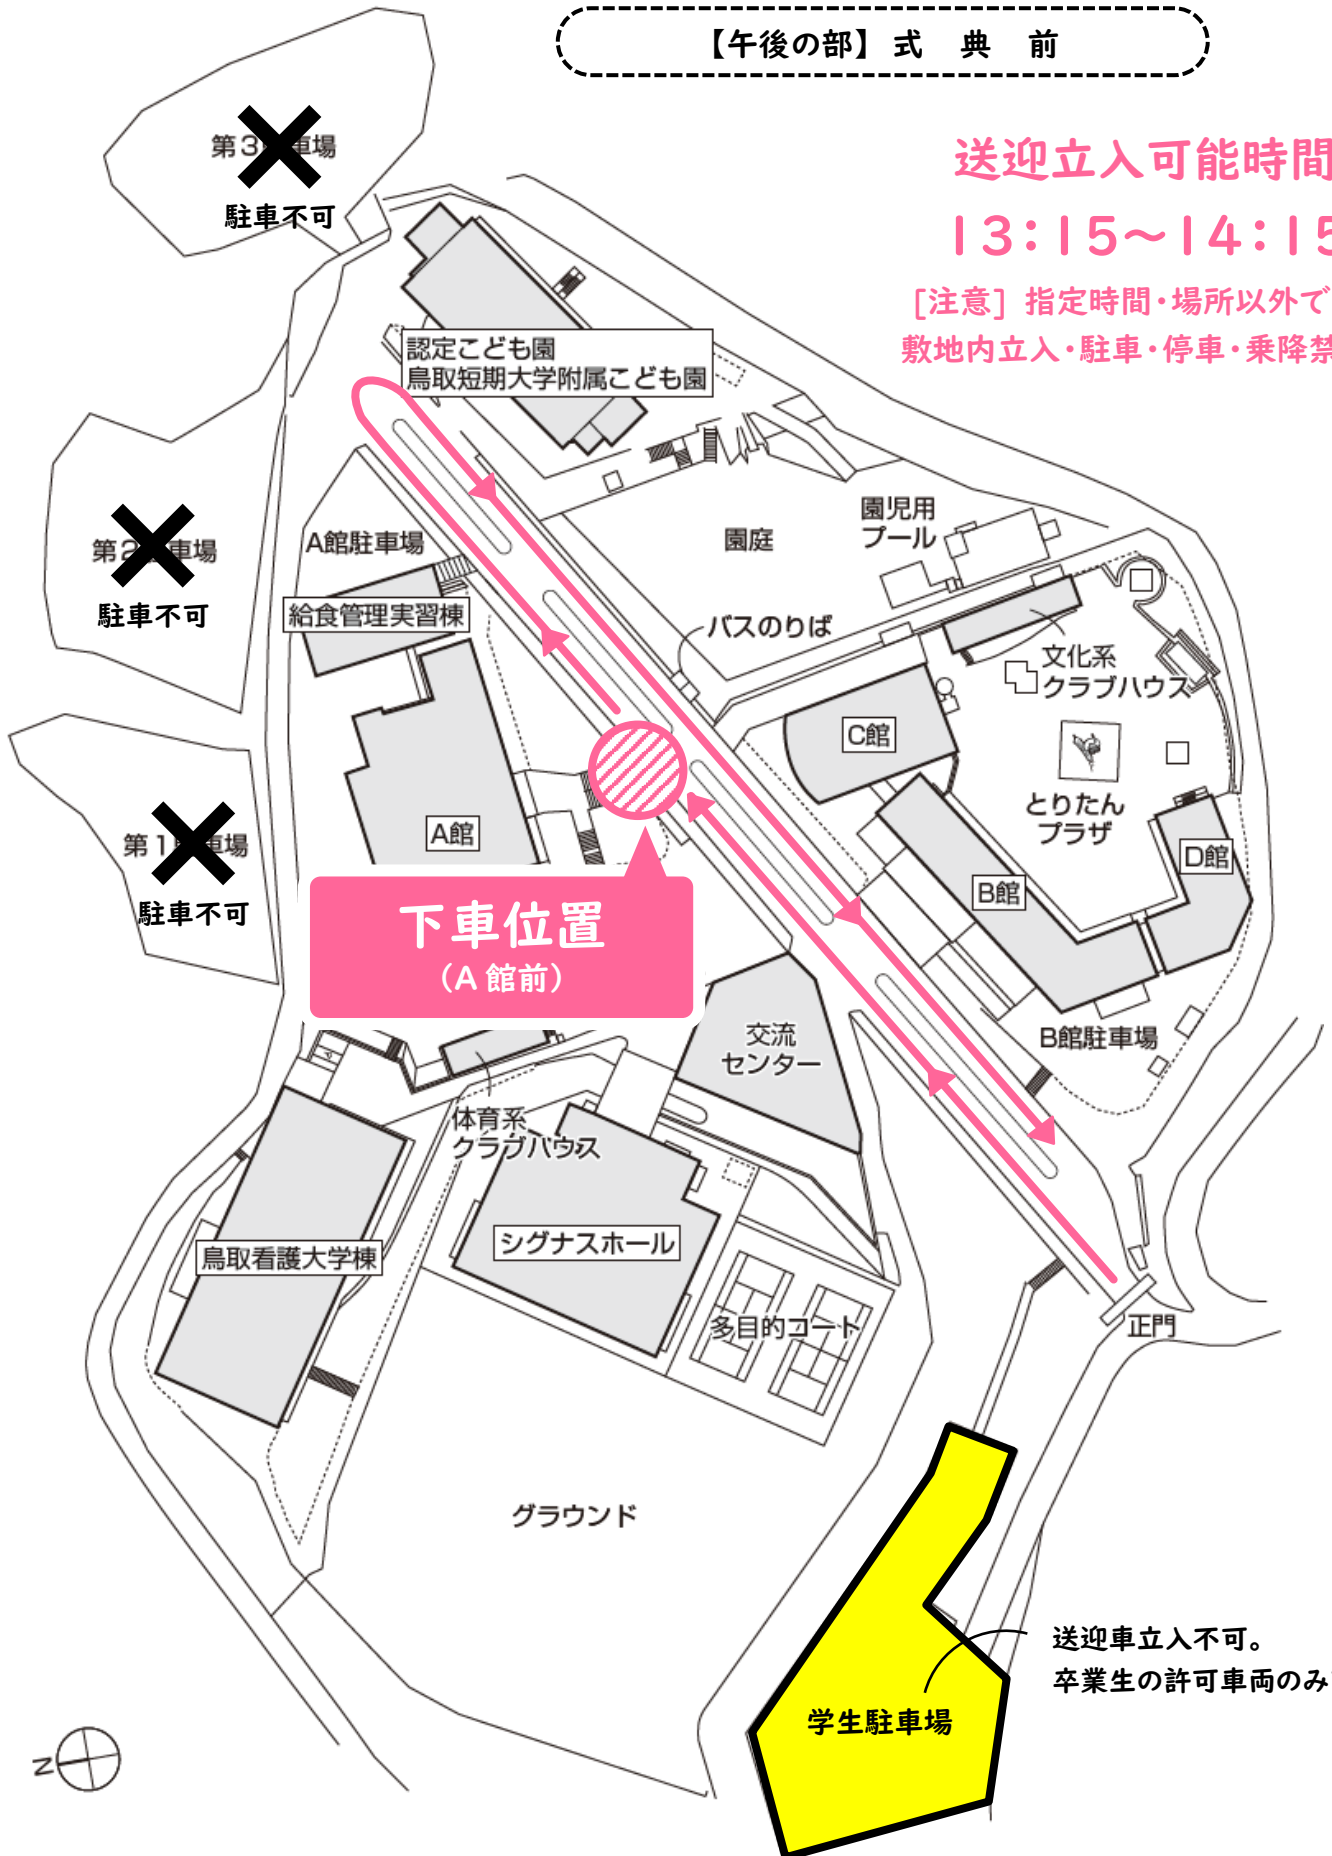 【午後の部】 式 典 前
送迎立入可能時間
13：15～14：15
［注意］ 指定時間・場所以外で
敷地内立入・駐車・停車・乗降禁
第3 車場
駐車不可
認定こども園
鳥取短期大学附属こども園
園児用
プール
園庭
A館駐車場
第2 車場
駐車不可
給食管理実習棟
バスのりば
文化系
クラブハウス
C館
とりたん
プラザ
A館
第1 車場
駐車不可
D館
B館
下車位置
（A 館前）
交流
センター
B館駐車場
体育系
クラブハウス
シグナスホール
鳥取看護大学棟
多目的コート
正門
グラウンド
送迎車立入不可。
卒業生の許可車両のみ
学生駐車場
N